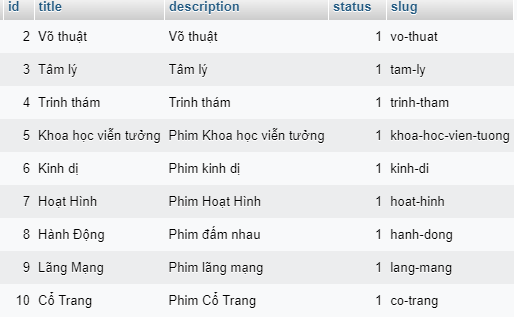 id title description status slug
2 Võ thuật Võ thuật 1 vo-thuat
3 Tâm lý Tâm lý 1 tam-ly
4 Trinh thám Trinh thám 1 trinh-tham
5 Khoa học viễn tưởng Phim Khoa học viễn tưởng 1 khoa-hoc-vien-tuong
6 Kinh dị Phim kinh dị 1 kinh-di
7 Hoạt Hình Phim Hoạt Hình 1 hoat-hinh
8 Hành Động Phim đấm nhau 1 hanh-dong
9 Lãng Mạng Phim lãng mạng 1 lang-mang
10 Cổ Trang Phim Cổ Trang 1 co-trang